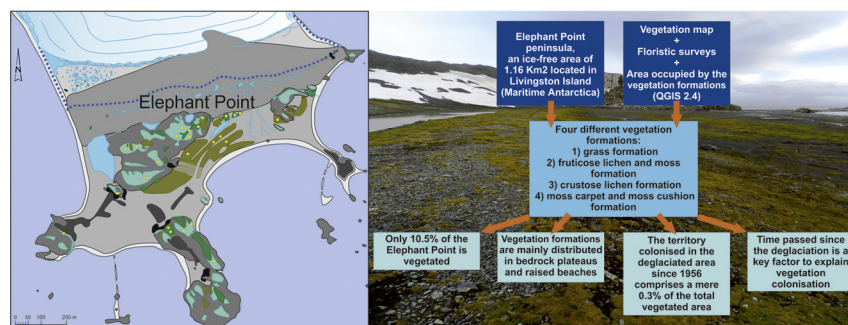 N
Elephant Point
0 50 100 200 m
Elephant Point
peninsula,
an ice-free area of
1.16 Km2 located in
Livingston Island
(Maritime Antarctica)
Vegetation map
+
Floristic surveys
+
Area occupied by the
vegetation formations
(QGIS 2.4)
Four different vegetation
formations:
1) grass formation
2) fruticose lichen and moss
formation
3) crustose lichen formation
4) moss carpet and moss cushion
formation
Only 10.5% of the
Elephant Point is
vegetated
Vegetation formations
are mainly distributed
in bedrock plateaus
and raised beaches
The territory
colonised in the
deglaciated area
since 1956
comprises a mere
0.3% of the total
vegetated area
Time passed since
the deglaciation is a
key factor to explain
vegetation
colonisation